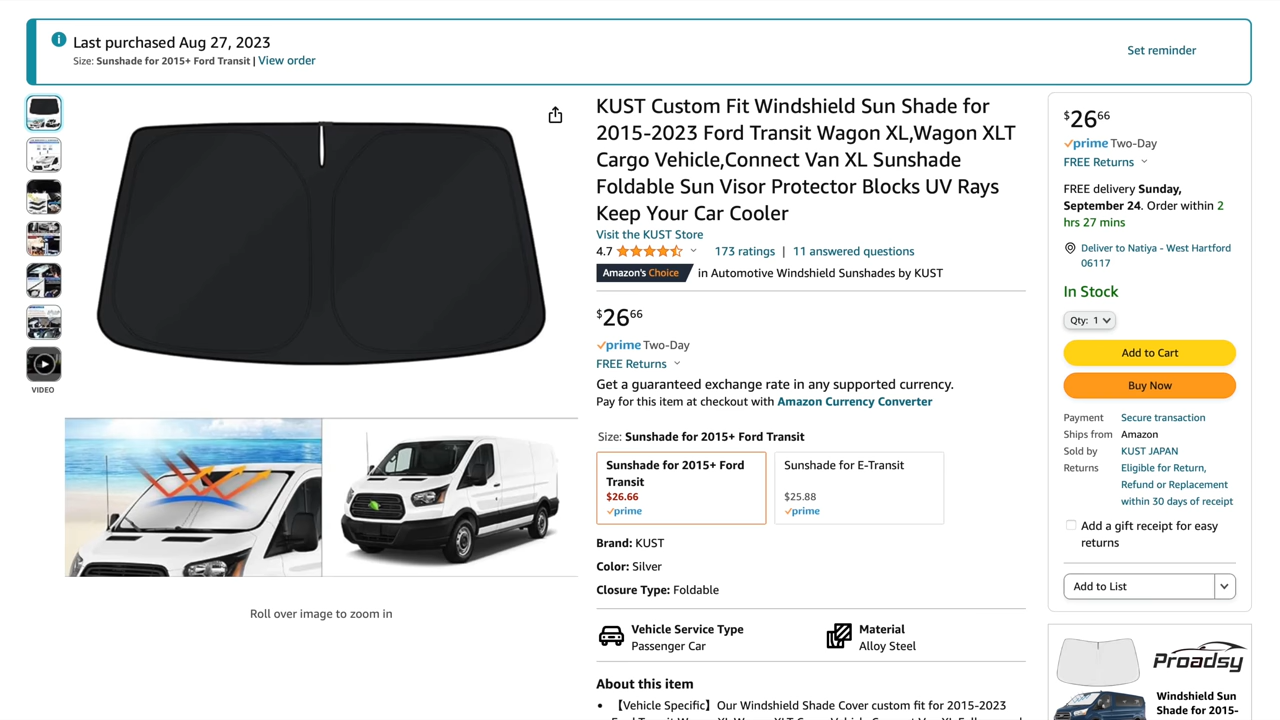 Last purchased Aug 27, 2023
Size: Sunshade for 2015+ Ford Transit | View order
Set reminder
VIDEO
Roll over image to zoom in
KUST Custom Fit Windshield Sun Shade for
2015-2023 Ford Transit Wagon XL,Wagon XLT
Cargo Vehicle,Connect Van XL Sunshade
Foldable Sun Visor Protector Blocks UV Rays
Keep Your Car Cooler
Visit the KUST Store
4.7 173 ratings | 11 answered questions
Amazon's Choice in Automotive Windshield Sunshades by KUST
$26 66
prime Two-Day
FREE Returns
Get a guaranteed exchange rate in any supported currency.
Pay for this item at checkout with Amazon Currency Converter
Size: Sunshade for 2015+ Ford Transit
Sunshade for 2015+ Ford
Transit
$26.66
prime
Sunshade for E-Transit
$25.88
prime
Brand: KUST
Color: Silver
Closure Type: Foldable
Vehicle Service Type
Passenger Car
Material
Alloy Steel
About this item
• 【Vehicle Specific】Our Windshield Shade Cover custom fit for 2015-2023
$26 66
prime Two-Day
FREE Returns
FREE delivery Sunday,
September 24. Order within 2
hrs 27 mins
Deliver to Natiya - West Hartford
06117
In Stock
Qty: 1
Add to Cart
Buy Now
Payment Secure transaction
Ships from Amazon
Sold by KUST JAPAN
Returns Eligible for Return,
Refund or Replacement
within 30 days of receipt
Add a gift receipt for easy
returns
Add to List
Proadsy
Windshield Sun
Shade for 2015-